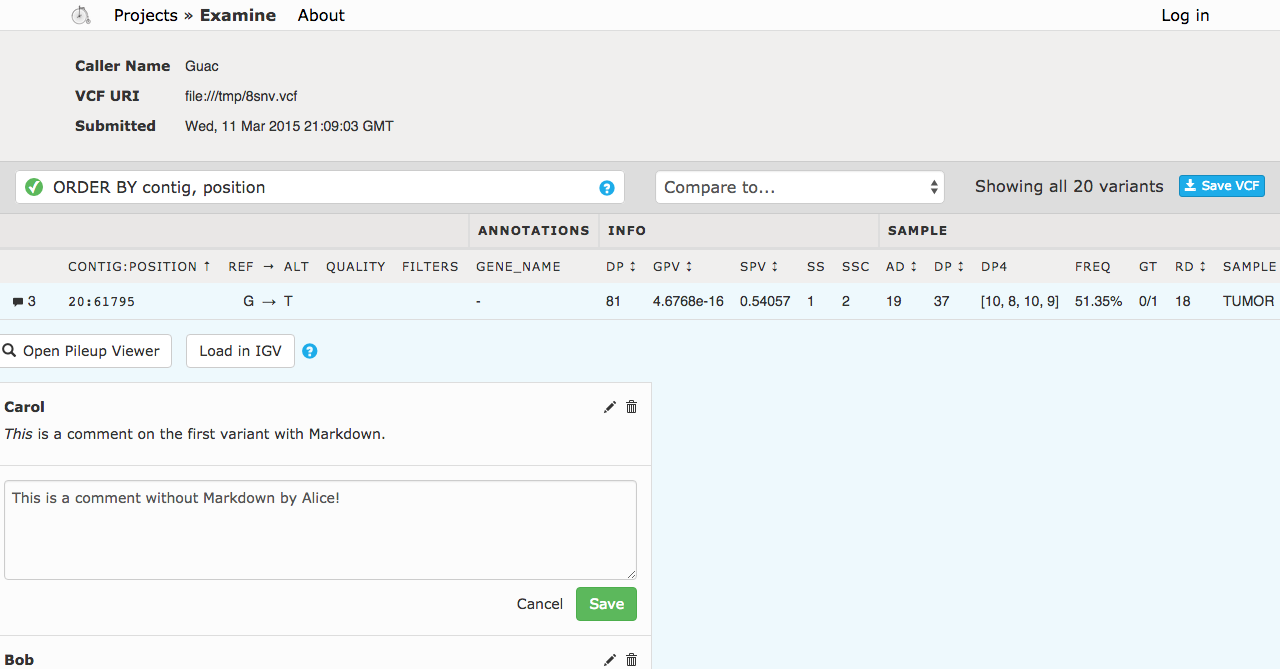 Projects » Examine About Log in
Caller Name Guac
VCF URI file:///tmp/8snv.vcf
Submitted Wed, 11 Mar 2015 21:09:03 GMT
ORDER BY contig, position ? Compare to... Showing all 20 variants Save VCF
ANNOTATIONS INFO SAMPLE
CONTIG:POSITION ↑ REF → ALT QUALITY FILTERS GENE_NAME DP ↕ GPV ↕ SPV ↕ SS SSC AD ↕ DP ↕ DP4 FREQ GT RD ↕ SAMPLE
3 20:61795 G → T - 81 4.6768e-16 0.54057 1 2 19 37 [10, 8, 10, 9] 51.35% 0/1 18 TUMOR
Open Pileup Viewer Load in IGV ?
Carol
This is a comment on the first variant with Markdown.
This is a comment without Markdown by Alice!
Cancel Save
Bob